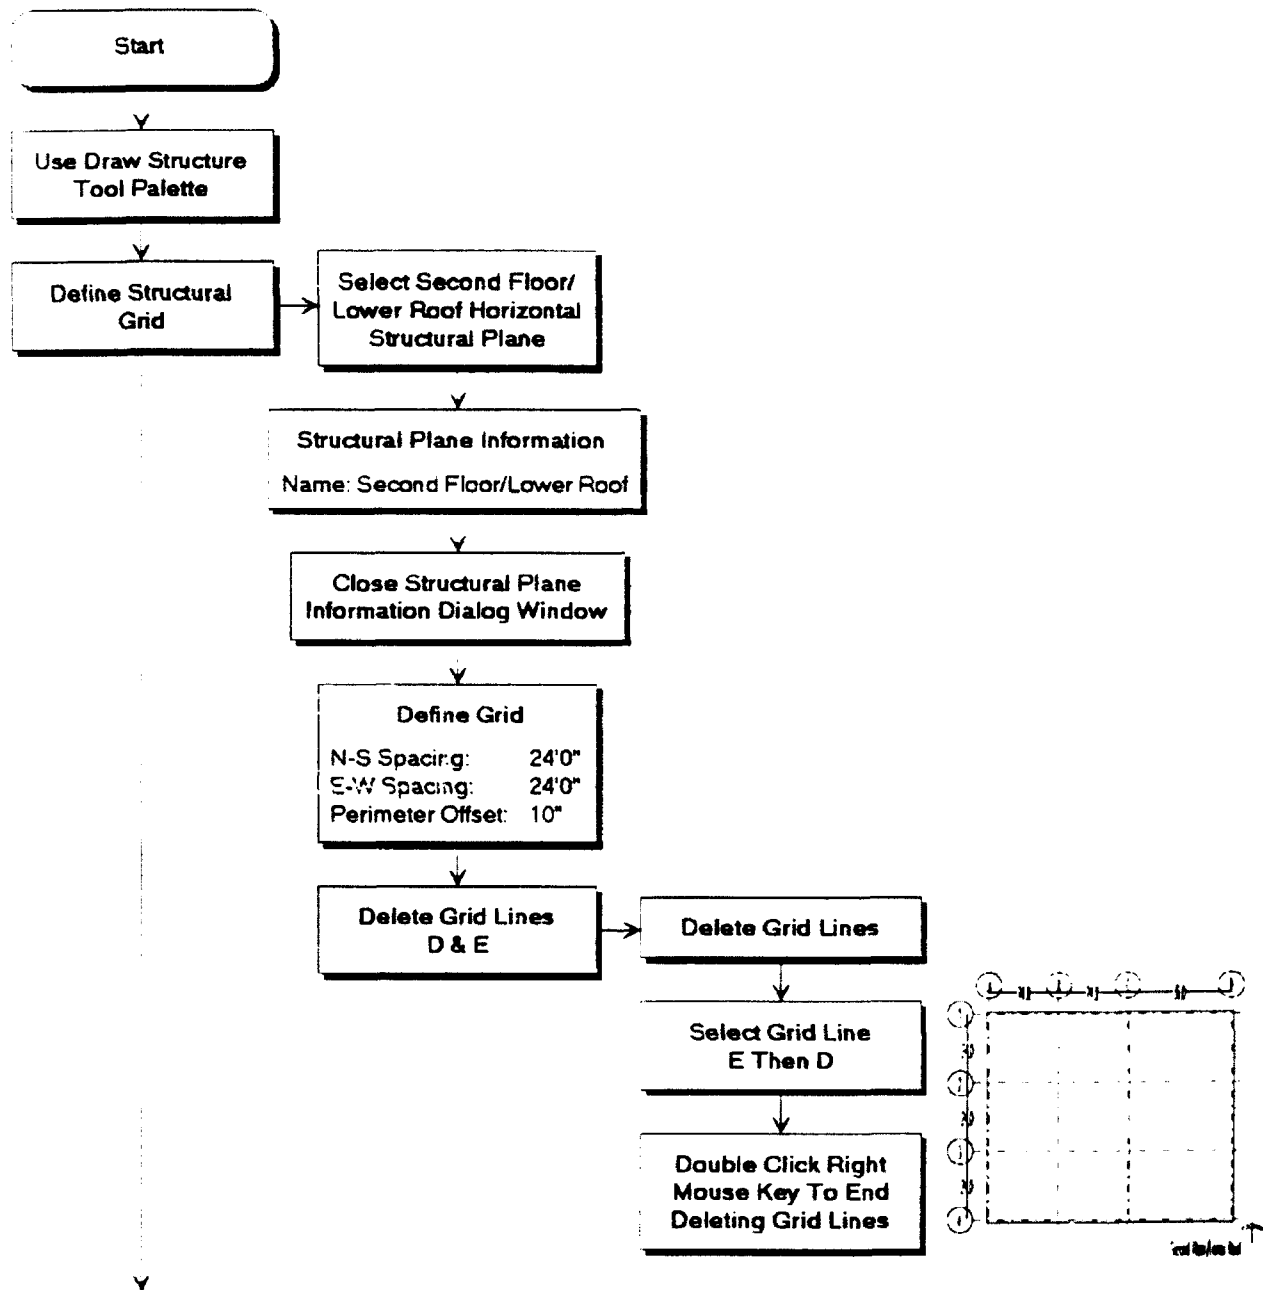 Start
Use Draw Structure
Tool Palette
Define Structural
Grid
Select Second Floor/
Lower Roof Horizontal
Structural Plane
Structural Plane Information
Name: Second Floor/Lower Roof
Close Structural Plane
Information Dialog Window
Define Grid
N-S Spacing: 24'0"
E-W Spacing: 24'0"
Perimeter Offset: 10"
Delete Grid Lines
D & E
Delete Grid Lines
Select Grid Line
E Then D
Double Click Right
Mouse Key To End
Deleting Grid Lines